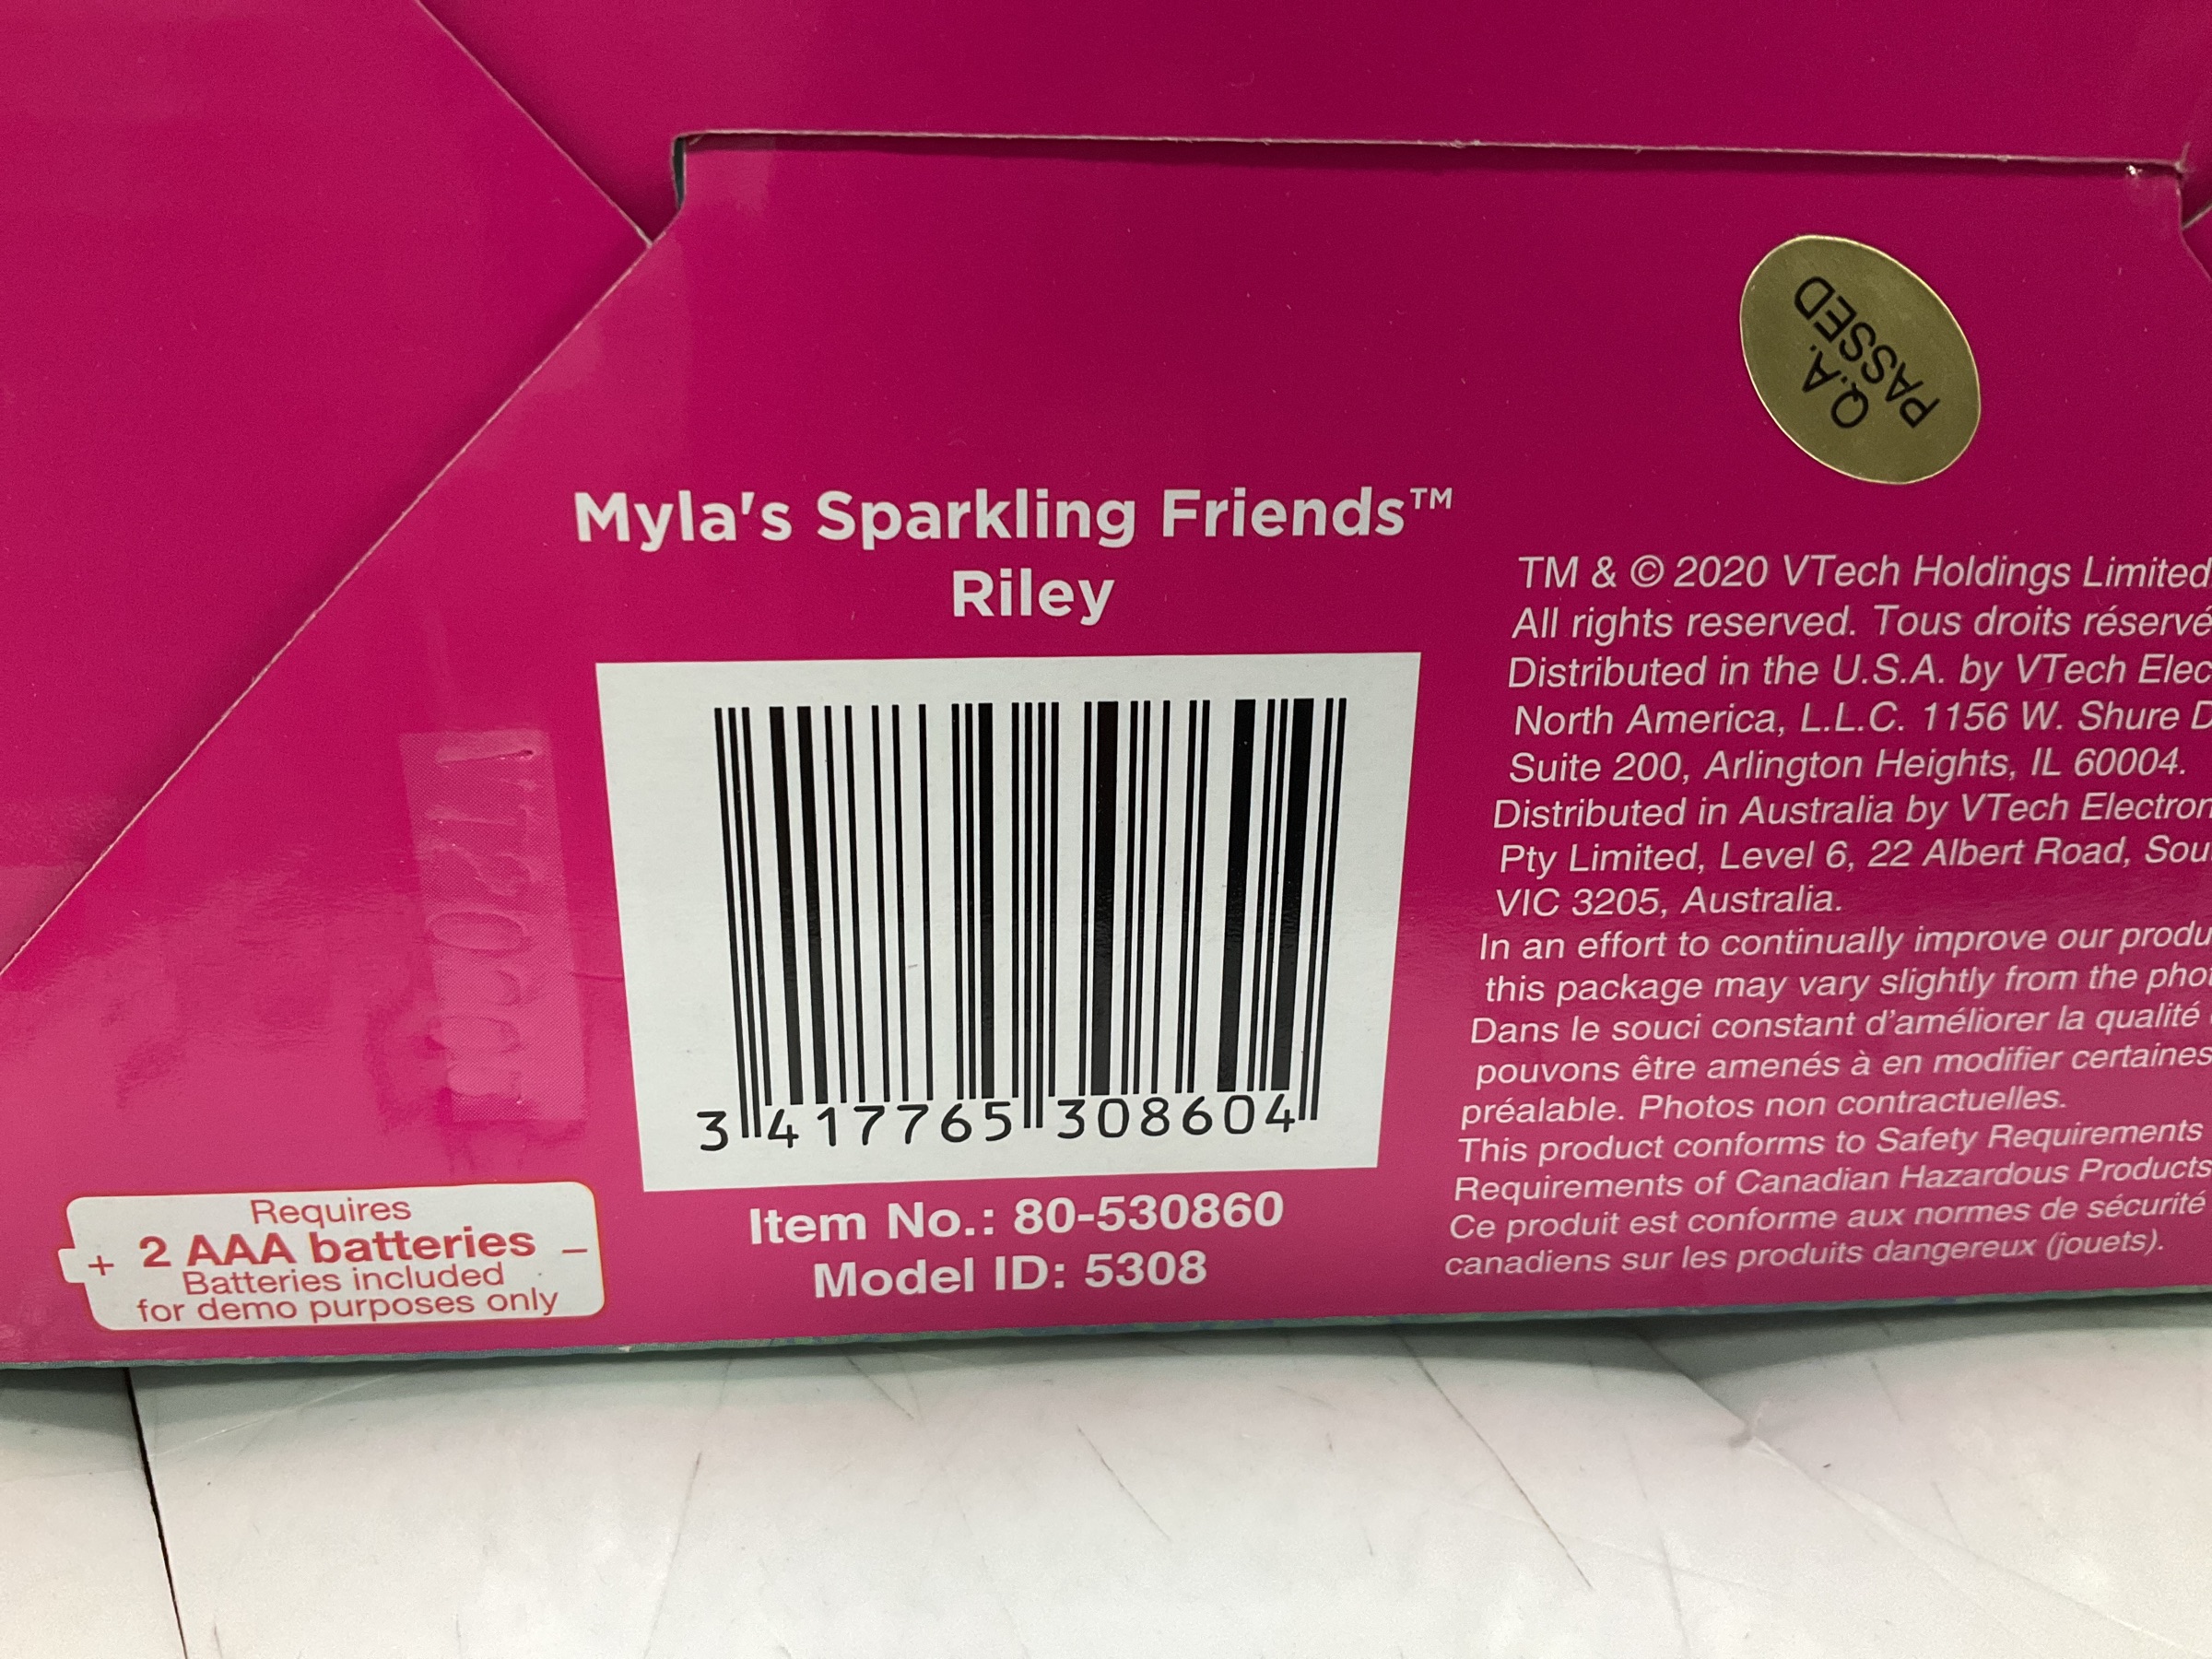 Q.A.
PASSED
Myla's Sparkling Friends™
Riley
3 417765 308604
Item No.: 80-530860
Model ID: 5308
Requires
+ 2 AAA batteries –
Batteries included
for demo purposes only
TM & © 2020 VTech Holdings Limited
All rights reserved. Tous droits réservé
Distributed in the U.S.A. by VTech Elec
North America, L.L.C. 1156 W. Shure D
Suite 200, Arlington Heights, IL 60004.
Distributed in Australia by VTech Electron
Pty Limited, Level 6, 22 Albert Road, Sou
VIC 3205, Australia.
In an effort to continually improve our produ
this package may vary slightly from the phot
Dans le souci constant d'améliorer la qualité
pouvons être amenés à en modifier certaines
préalable. Photos non contractuelles.
This product conforms to Safety Requirements
Requirements of Canadian Hazardous Products
Ce produit est conforme aux normes de sécurité
canadiens sur les produits dangereux (jouets).